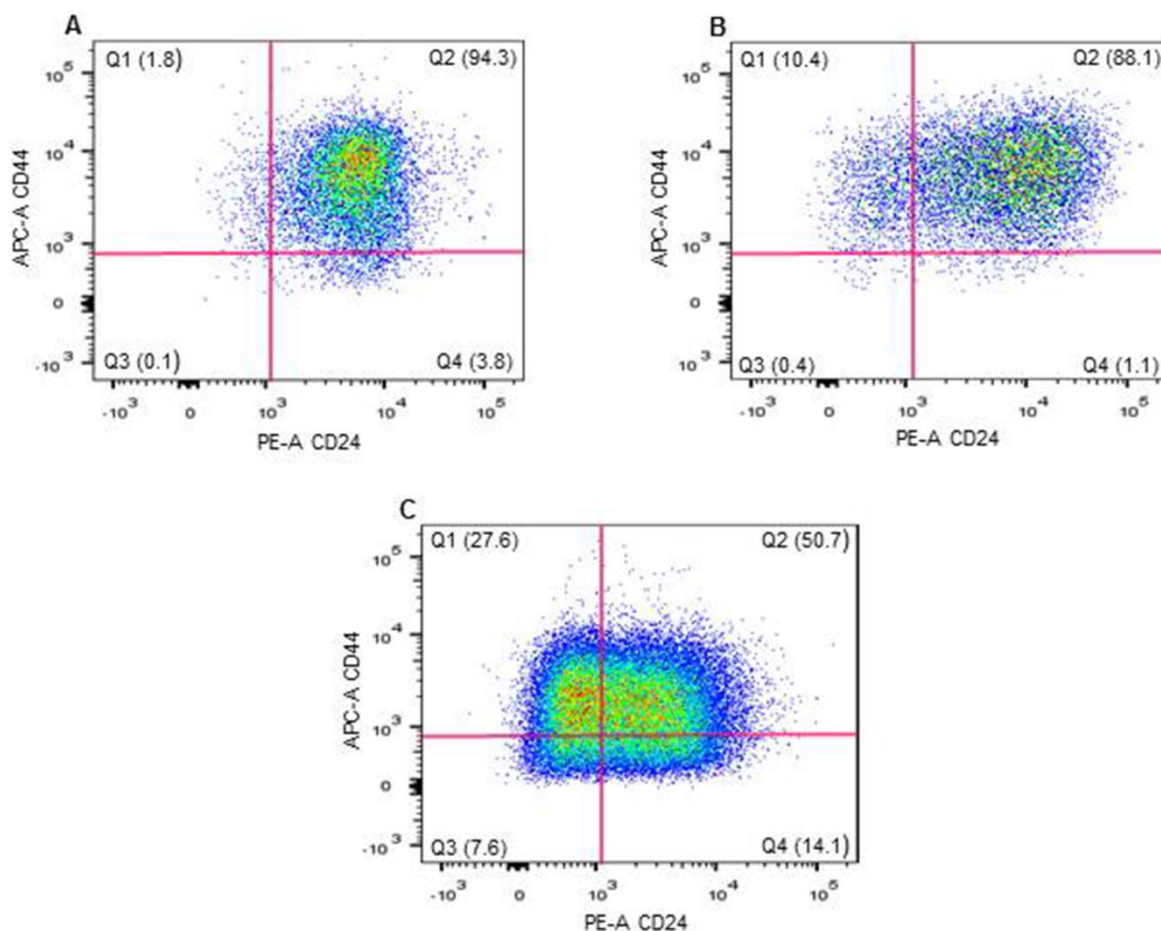 A
Q1 (1.8)
Q2 (94.3)
10^5
10^4
10^3
0
-10^3
APC-A CD44
Q3 (0.1)
Q4 (3.8)
-10^3 0 10^3 10^4 10^5
PE-A CD24
B
Q1 (10.4)
Q2 (88.1)
10^5
10^4
10^3
0
10^3
APC-A CD44
Q3 (0.4)
Q4 (1.1)
-10^3 0 10^3 10^4 10^5
PE-A CD24
C
Q1 (27.6)
Q2 (50.7)
10^5
10^4
10^3
0
-10^3
APC-A CD44
Q3 (7.6)
Q4 (14.1)
-10^3 0 10^3 10^4 10^5
PE-A CD24